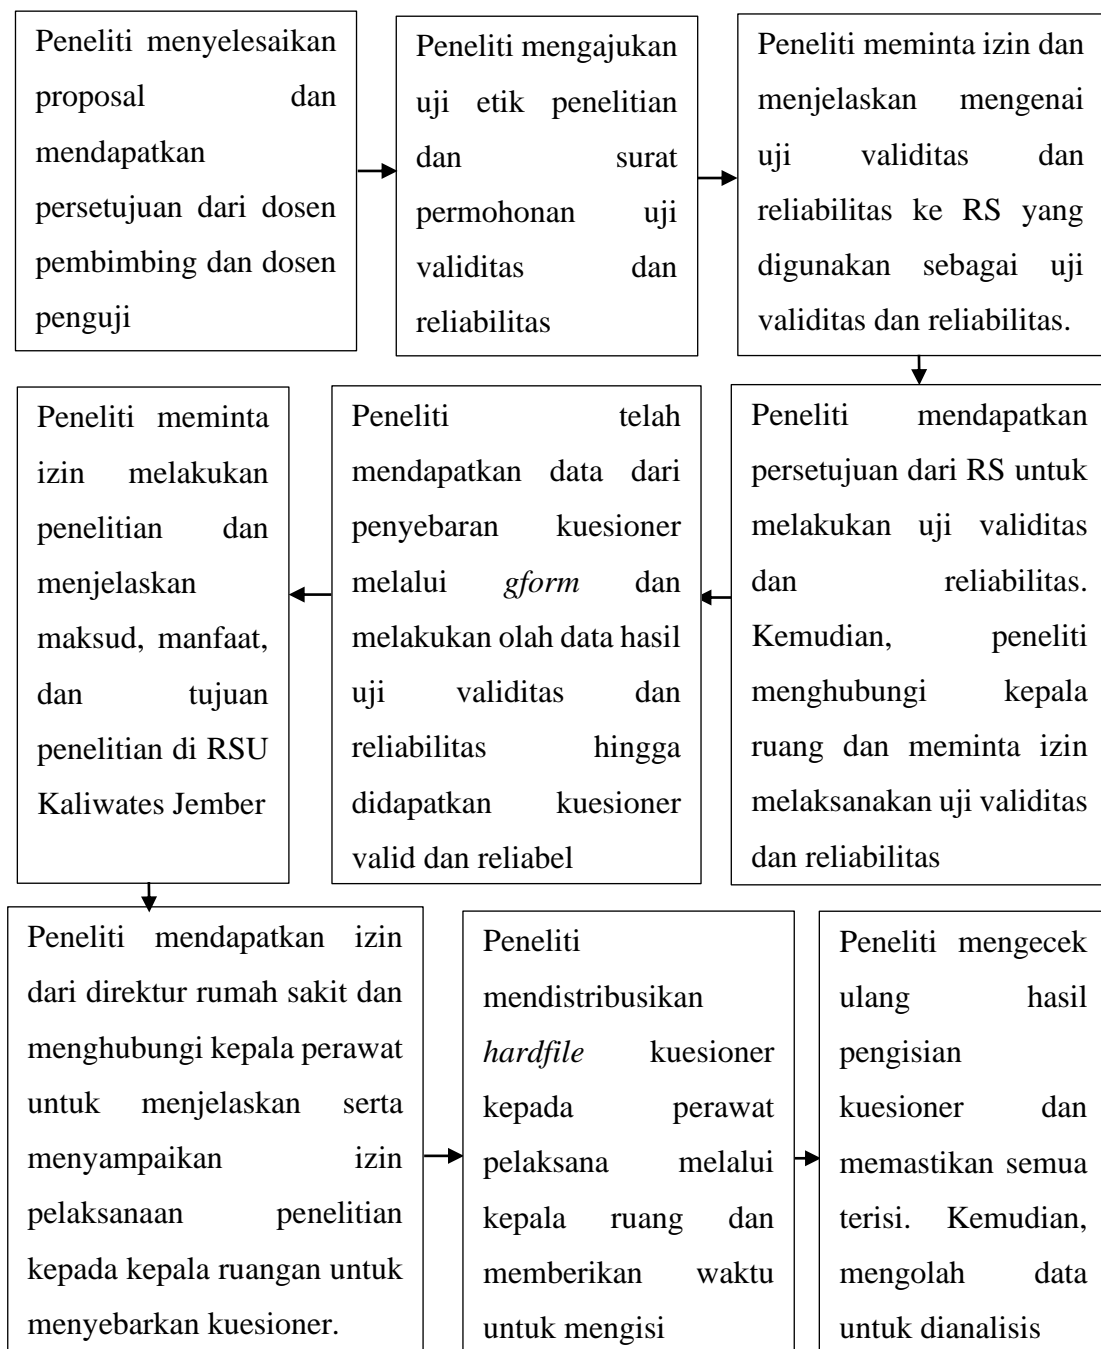 Peneliti menyelesaikan
proposal dan
mendapatkan
persetujuan dari dosen
pembimbing dan dosen
penguji
Peneliti mengajukan
uji etik penelitian
dan surat
permohonan uji
validitas dan
reliabilitas
Peneliti meminta izin dan
menjelaskan mengenai
uji validitas dan
reliabilitas ke RS yang
digunakan sebagai uji
validitas dan reliabilitas.
Peneliti mendapatkan
persetujuan dari RS untuk
melakukan uji validitas
dan reliabilitas.
Kemudian, peneliti
menghubungi kepala
ruang dan meminta izin
melaksanakan uji validitas
dan reliabilitas
Peneliti telah
mendapatkan data dari
penyebaran kuesioner
melalui gform dan
melakukan olah data hasil
uji validitas dan
reliabilitas hingga
didapatkan kuesioner
valid dan reliabel
Peneliti meminta
izin melakukan
penelitian dan
menjelaskan
maksud, manfaat,
dan tujuan
penelitian di RSU
Kaliwates Jember
Peneliti mendapatkan izin
dari direktur rumah sakit dan
menghubungi kepala perawat
untuk menjelaskan serta
menyampaikan izin
pelaksanaan penelitian
kepada kepala ruangan untuk
menyebarkan kuesioner.
Peneliti
mendistribusikan
hardfile kuesioner
kepada perawat
pelaksana melalui
kepala ruang dan
memberikan waktu
untuk mengisi
Peneliti mengecek
ulang hasil
pengisian
kuesioner dan
memastikan semua
terisi. Kemudian,
mengolah data
untuk dianalisis